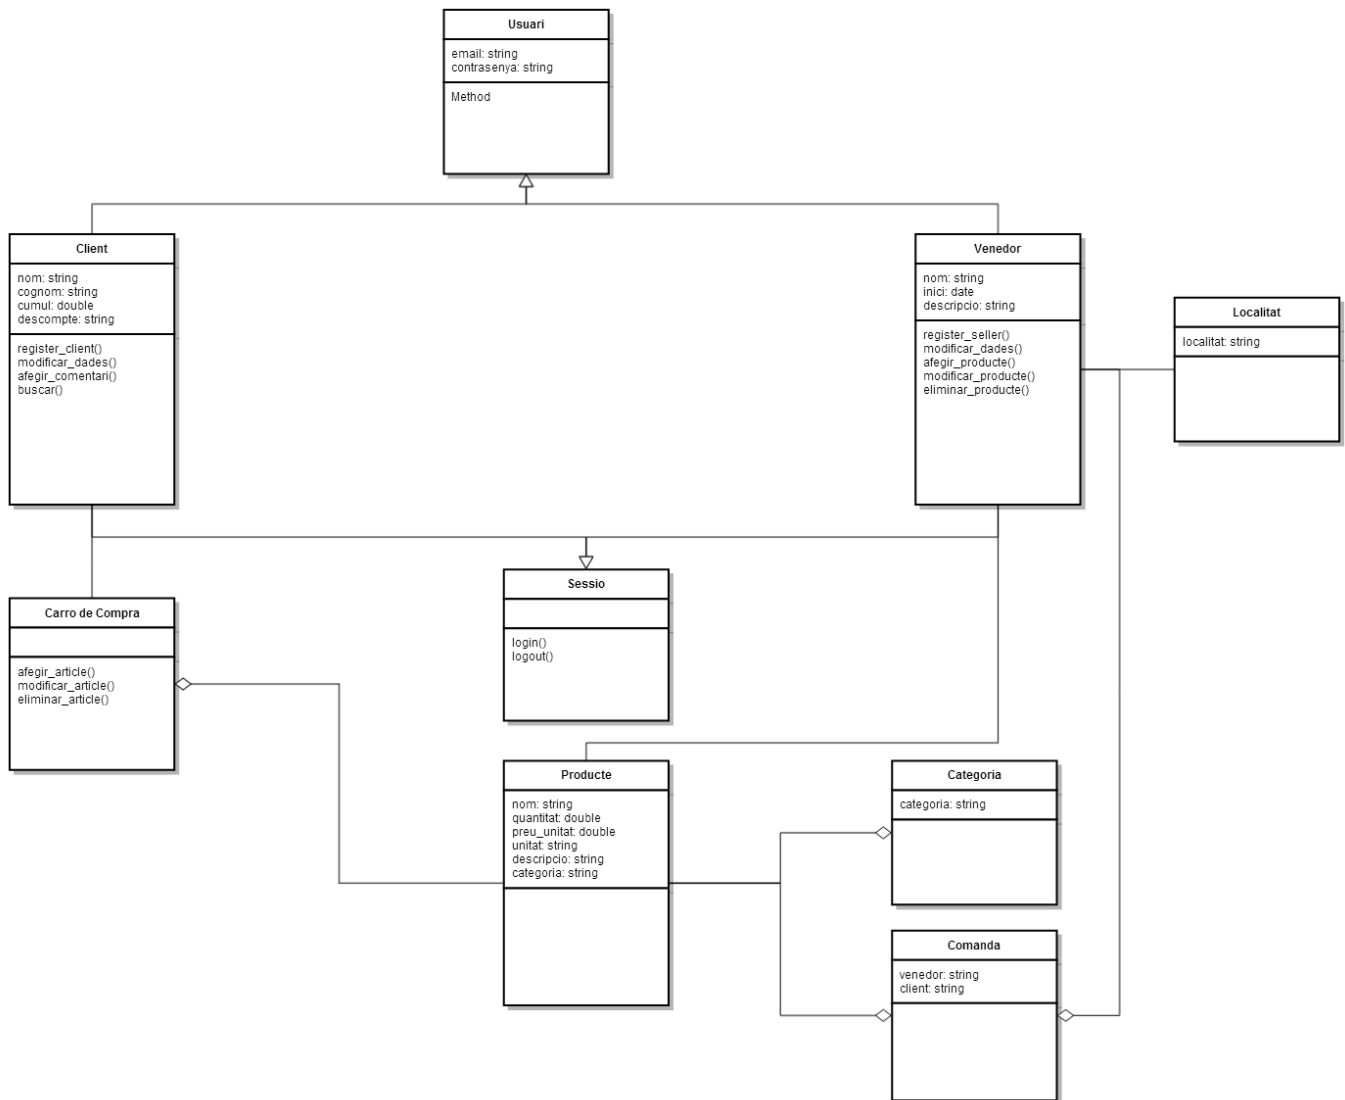 Usuari
email: string
contrasenya: string
Method
Client
nom: string
cognom: string
cumul: double
descompte: string
register_client()
modificar_dades()
afegir_comentari()
buscar()
Venedor
nom: string
inici: date
descripcio: string
register_seller()
modificar_dades()
afegir_producte()
modificar_producte()
eliminar_producte()
Localitat
localitat: string
Carro de Compra
afegir_article()
modificar_article()
eliminar_article()
Sessio
login()
logout()
Producte
nom: string
quantitat: double
preu_unitat: double
unitat: string
descripcio: string
categoria: string
Categoria
categoria: string
Comanda
venedor: string
client: string